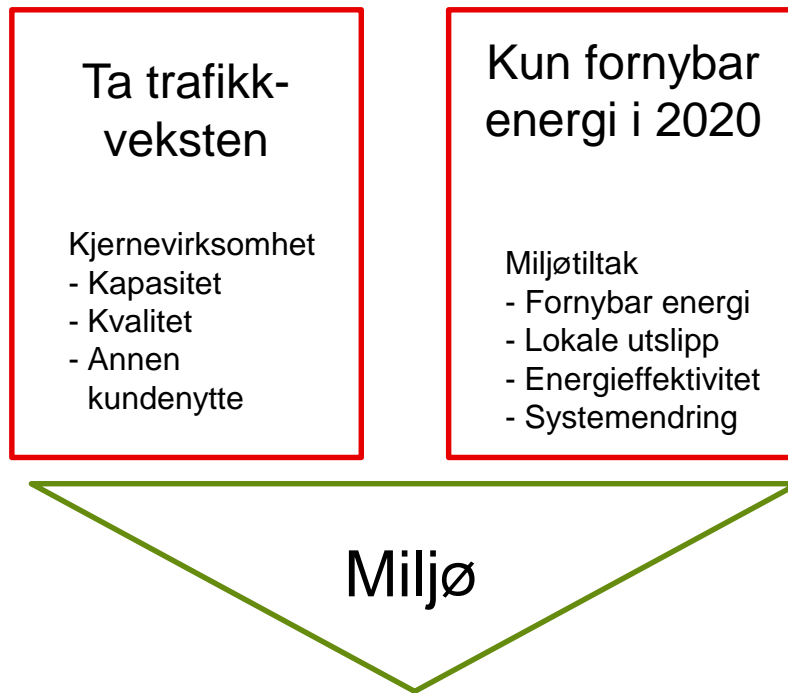 Ta trafikk-
veksten
Kjernevirksomhet
- Kapasitet
- Kvalitet
- Annen
kundenytte
Kun fornybar
energi i 2020
Miljøtiltak
- Fornybar energi
- Lokale utslipp
- Energieffektivitet
- Systemendring
Miljø